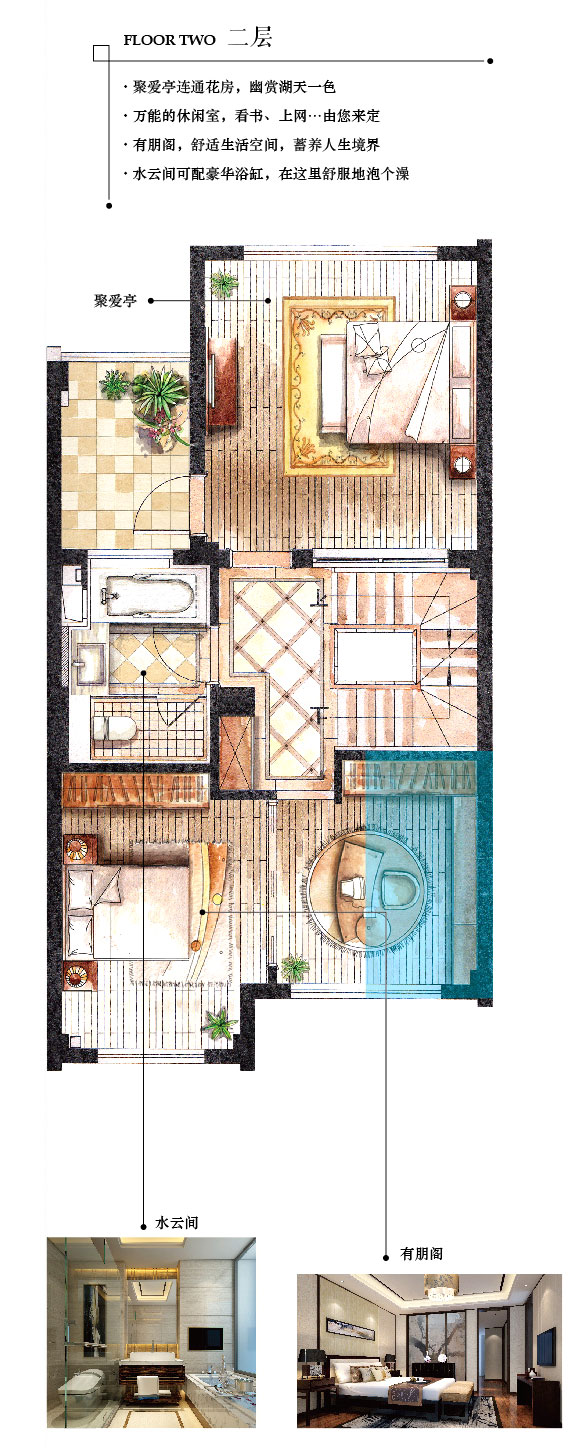 FLOOR TWO 二层
·聚爱亭连通花房，幽赏湖天一色
·万能的休闲室，看书、上网…由您来定
·有朋阁，舒适生活空间，蓄养人生境界
·水云间可配豪华浴缸，在这里舒服地泡个澡
聚爱亭
水云间
有朋阁